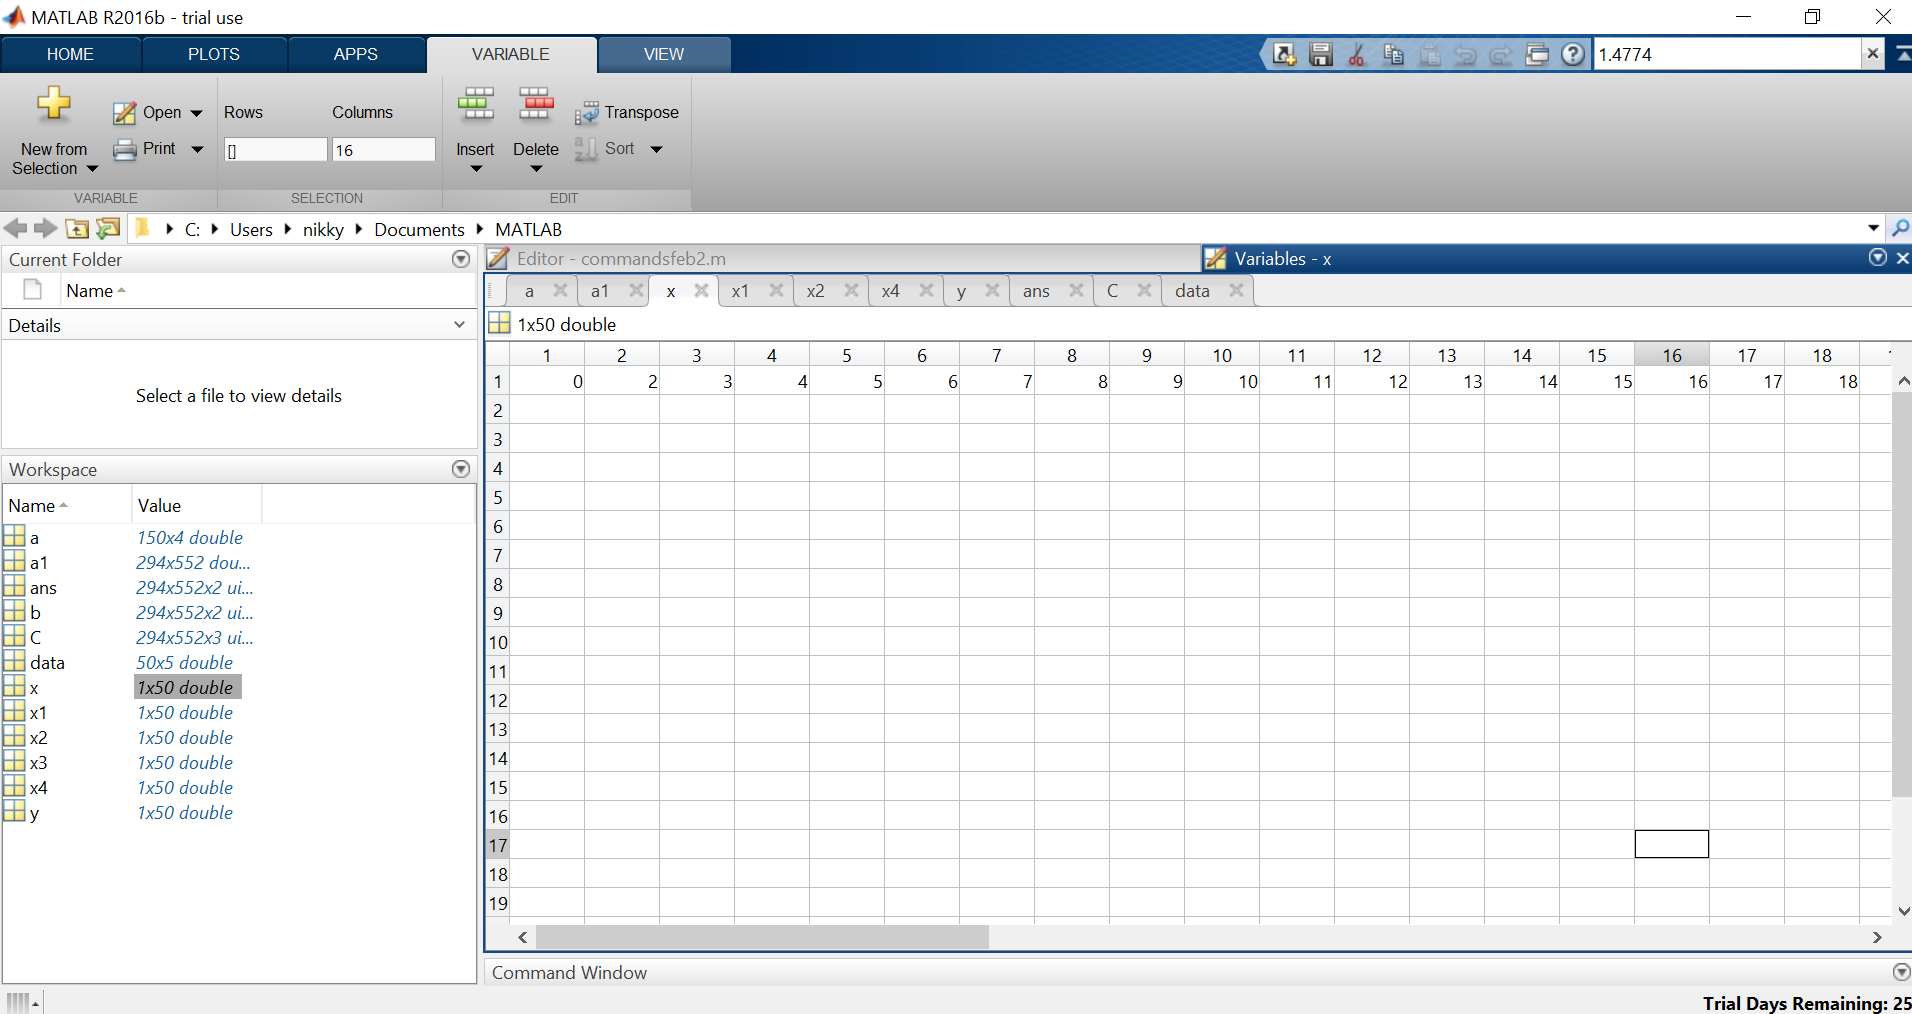 MATLAB R2016b - trial use
HOME PLOTS APPS VARIABLE VIEW 1.4774
New from Selection Open Print Rows Columns Insert Delete Transpose Sort
[] 16
VARIABLE SELECTION EDIT
C: Users nikky Documents MATLAB
Current Folder
Name
Details
Select a file to view details
Workspace
Name Value
a 150x4 double
a1 294x552 dou...
ans 294x552x2 ui...
b 294x552x2 ui...
C 294x552x3 ui...
data 50x5 double
x 1x50 double
x1 1x50 double
x2 1x50 double
x3 1x50 double
x4 1x50 double
y 1x50 double
Editor - commandsfeb2.m Variables - x
a a1 x x1 x2 x4 y ans C data
1x50 double
1 2 3 4 5 6 7 8 9 10 11 12 13 14 15 16 17 18
1 0 2 3 4 5 6 7 8 9 10 11 12 13 14 15 16 17 18
2
3
4
5
6
7
8
9
10
11
12
13
14
15
16
17
18
19
Command Window
Trial Days Remaining: 25